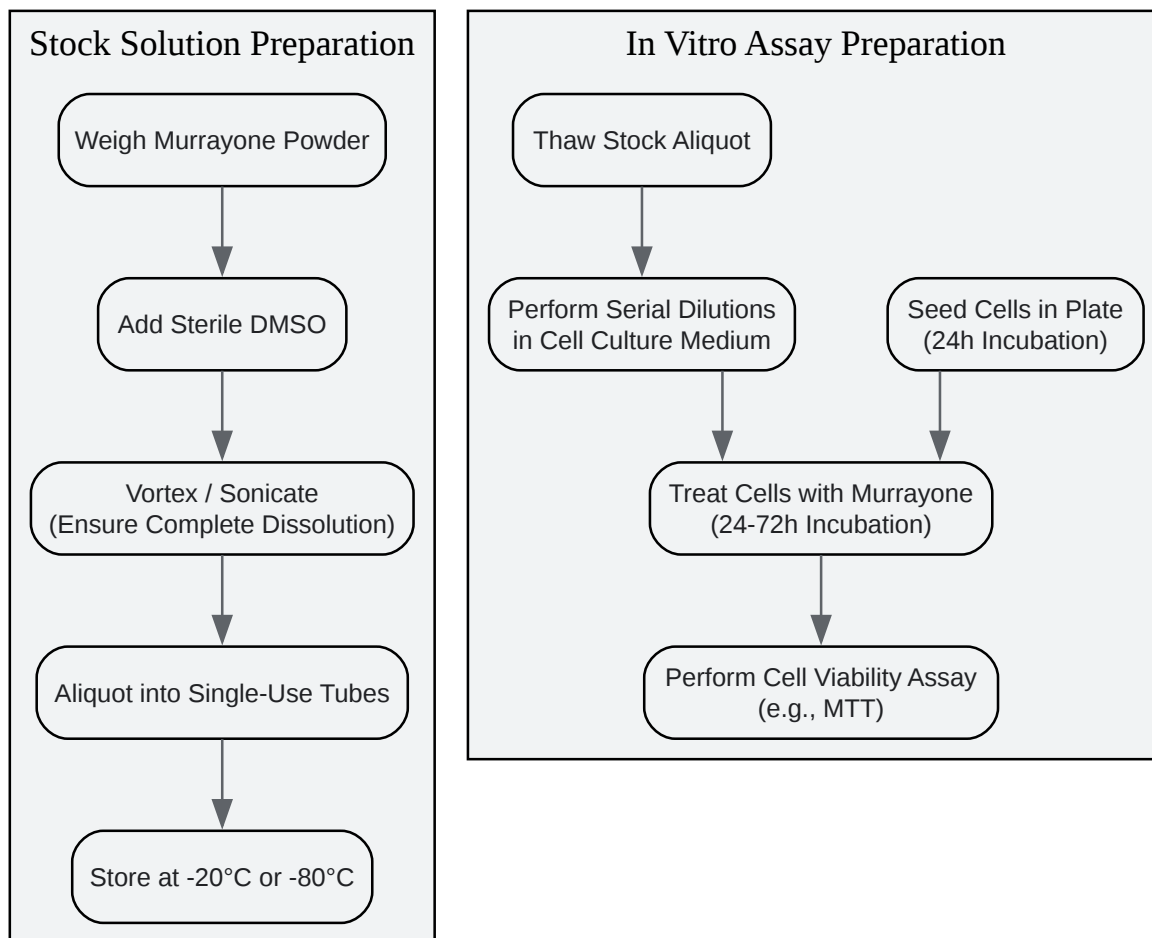 Stock Solution Preparation
Weigh Murrayone Powder
Add Sterile DMSO
Vortex / Sonicate
(Ensure Complete Dissolution)
Aliquot into Single-Use Tubes
Store at -20°C or -80°C
In Vitro Assay Preparation
Thaw Stock Aliquot
Perform Serial Dilutions
in Cell Culture Medium
Seed Cells in Plate
(24h Incubation)
Treat Cells with Murrayone
(24-72h Incubation)
Perform Cell Viability Assay
(e.g., MTT)